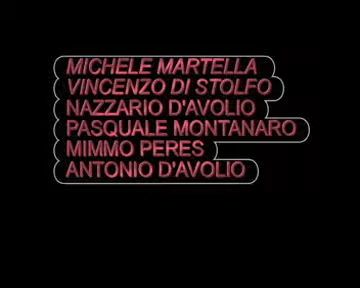 MICHELE MARTELLA
VINCENZO DI STOLFO
NAZZARIO D'AVOLIO
PASQUALE MONTANARO
MIMMO PERES
ANTONIO D'AVOLIO